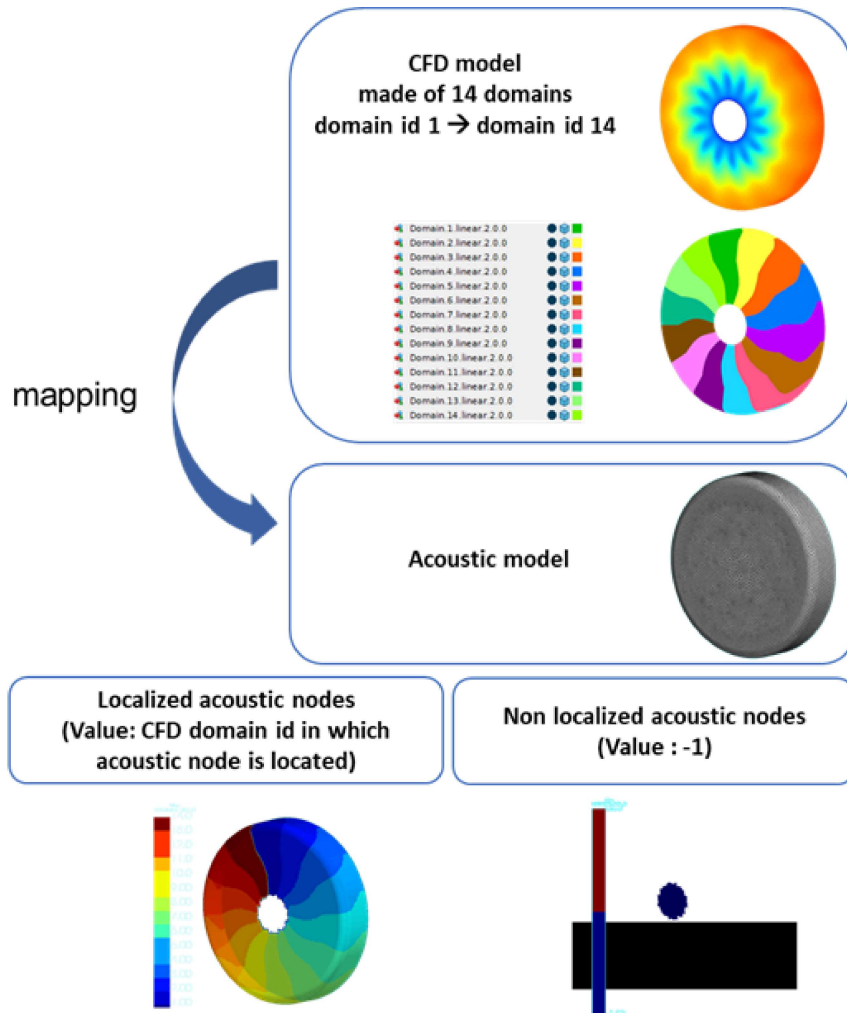 CFD model
made of 14 domains
domain id 1 → domain id 14
Domain.1.linear.2.0.0
Domain.2.linear.2.0.0
Domain.3.linear.2.0.0
Domain.4.linear.2.0.0
Domain.5.linear.2.0.0
Domain.6.linear.2.0.0
Domain.7.linear.2.0.0
Domain.8.linear.2.0.0
Domain.9.linear.2.0.0
Domain.10.linear.2.0.0
Domain.11.linear.2.0.0
Domain.12.linear.2.0.0
Domain.13.linear.2.0.0
Domain.14.linear.2.0.0
mapping
Acoustic model
Localized acoustic nodes
(Value: CFD domain id in which
acoustic node is located)
Non localized acoustic nodes
(Value : -1)